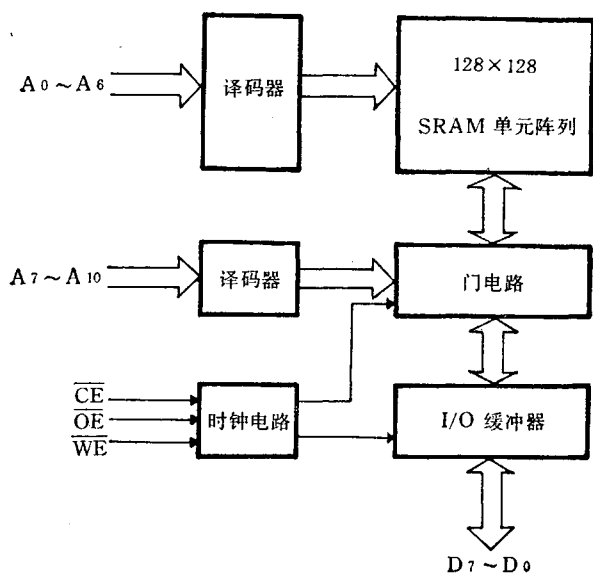 A0～A6
译码器
128×128
SRAM 单元阵列
A7～A10
译码器
门电路
CE
OE
WE
时钟电路
I/O 缓冲器
D7～D0